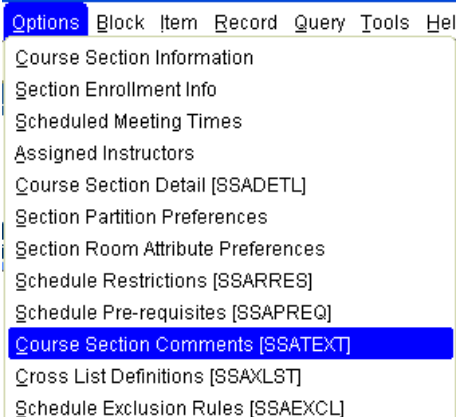 Options Block Item Record Query Tools Hel
Course Section Information
Section Enrollment Info
Scheduled Meeting Times
Assigned Instructors
Course Section Detail [SSADETL]
Section Partition Preferences
Section Room Attribute Preferences
Schedule Restrictions [SSARRES]
Schedule Pre-requisites [SSAPREQ]
Course Section Comments [SSATEXT]
Cross List Definitions [SSAXLST]
Schedule Exclusion Rules [SSAEXCL]